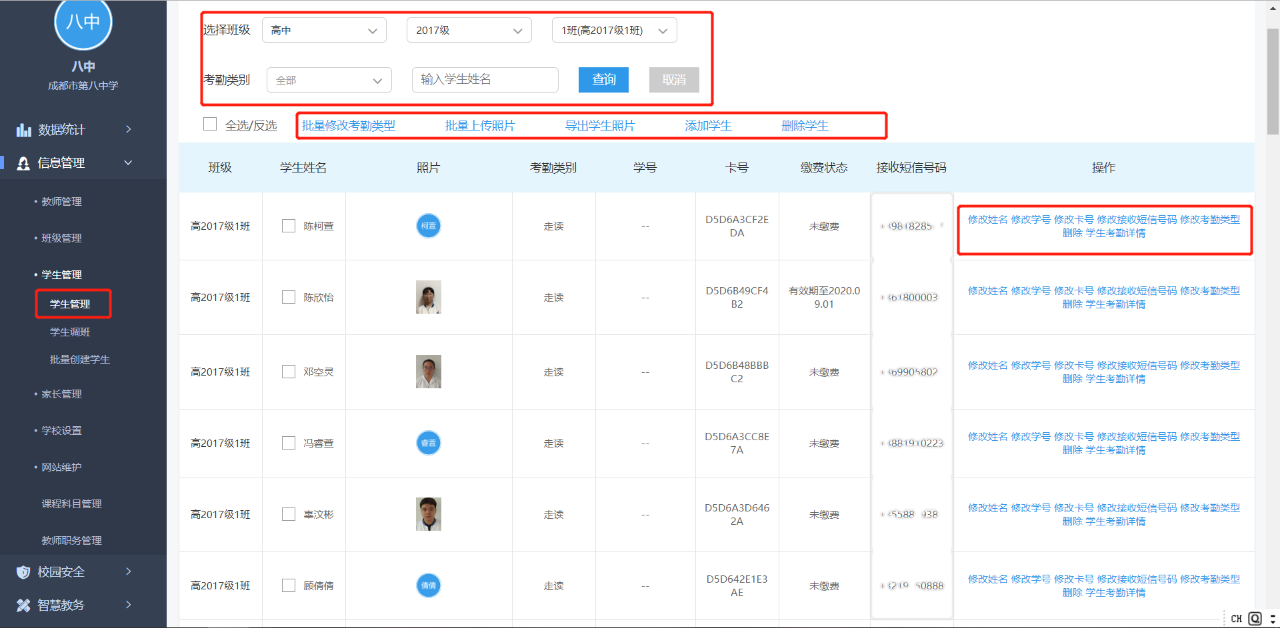 八中
八中
成都市第八中学
数据统计
信息管理
• 教师管理
• 班级管理
• 学生管理
学生管理
学生调班
批量创建学生
• 家长管理
• 学校设置
• 网站维护
课程科目管理
教师职务管理
校园安全
智慧教务
选择班级 高中 2017级 1班(高2017级1班)
考勤类别 全部 输入学生姓名 查询 取消
全选/反选 批量修改考勤类型 批量上传照片 导出学生照片 添加学生 删除学生
班级 学生姓名 照片 考勤类别 学号 卡号 缴费状态 接收短信号码 操作
高2017级1班 陈柯萱 柯萱 走读 -- D5D6A3CF2EDA 未缴费 修改姓名 修改学号 修改卡号 修改接收短信号码 修改考勤类型
删除 学生考勤详情
高2017级1班 陈欣怡 走读 -- D5D6B49CF4B2 有效期至2020.09.01 修改姓名 修改学号 修改卡号 修改接收短信号码 修改考勤类型
删除 学生考勤详情
高2017级1班 邓空灵 走读 -- D5D6B48BBBC2 未缴费 修改姓名 修改学号 修改卡号 修改接收短信号码 修改考勤类型
删除 学生考勤详情
高2017级1班 冯睿萱 睿萱 走读 -- D5D6A3CC8E7A 未缴费 修改姓名 修改学号 修改卡号 修改接收短信号码 修改考勤类型
删除 学生考勤详情
高2017级1班 辜汶彬 走读 -- D5D6A3D6462A 未缴费 修改姓名 修改学号 修改卡号 修改接收短信号码 修改考勤类型
删除 学生考勤详情
高2017级1班 顾倩倩 倩倩 走读 -- D5D642E1E3AE 未缴费 修改姓名 修改学号 修改卡号 修改接收短信号码 修改考勤类型
删除 学生考勤详情
CH